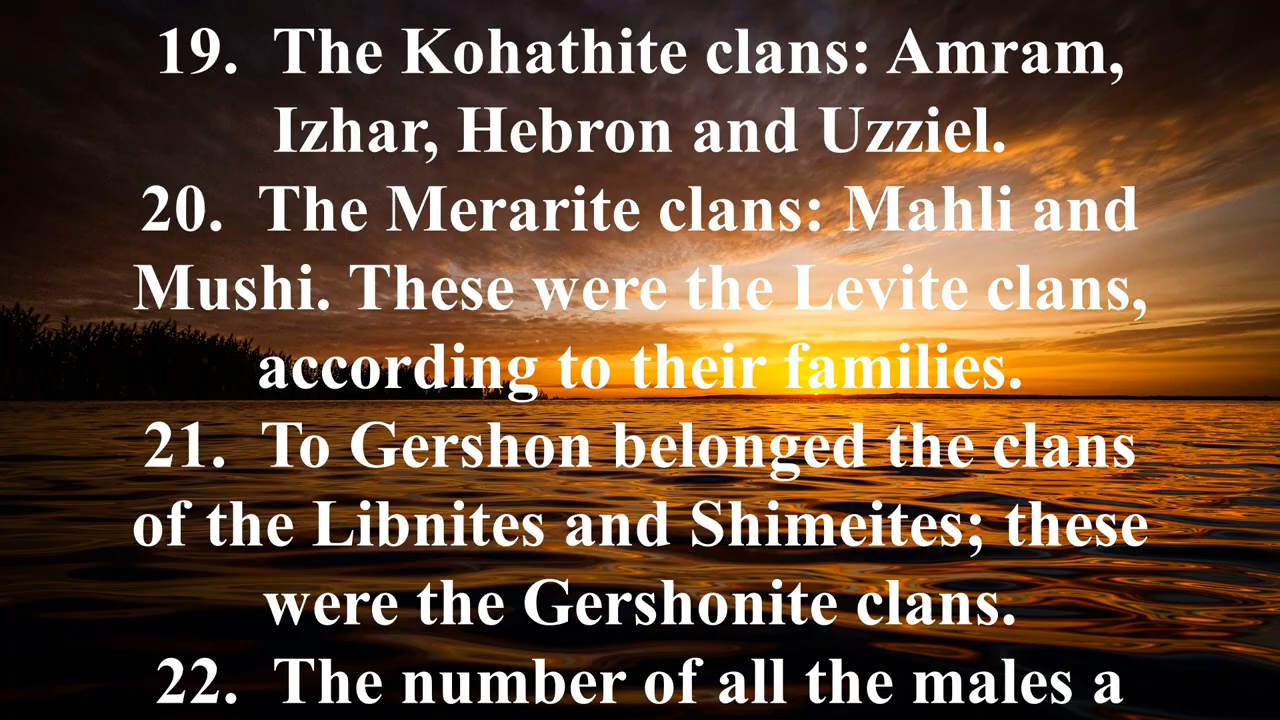 19.  The Kohathite clans: Amram,
Izhar, Hebron and Uzziel.
20.  The Merarite clans: Mahli and
Mushi. These were the Levite clans,
according to their families.
21.  To Gershon belonged the clans
of the Libnites and Shimeites; these
were the Gershonite clans.
22.  The number of all the males a